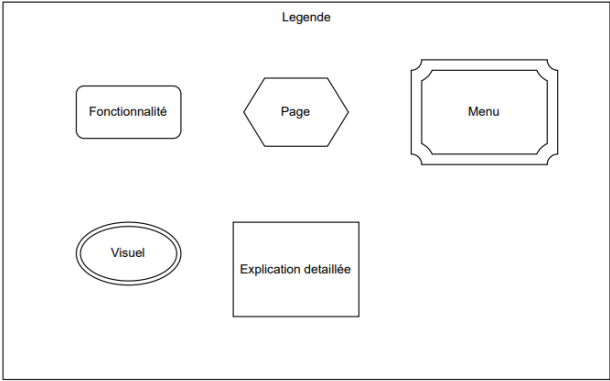 Legende
Fonctionnalité
Page
Menu
Visuel
Explication detaillée